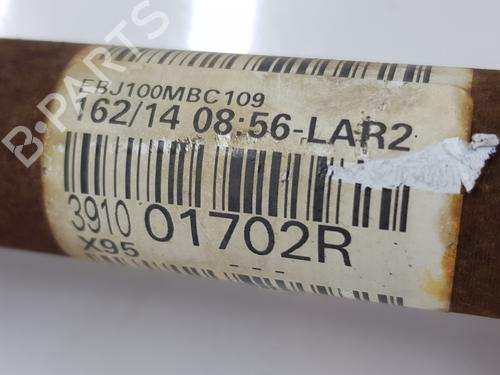 EBJ100MBC109
162/14 08:56-LAR2
3910 01702R
X95
---
B-PARTS